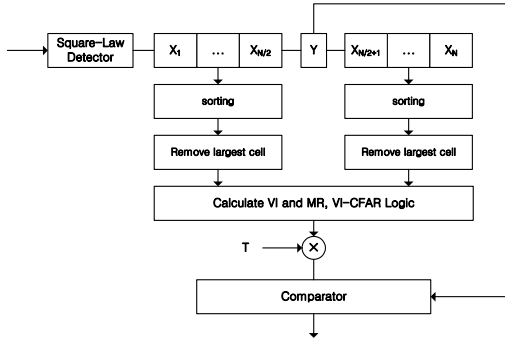 Square-Law
Detector
X1 ... XN/2 Y XN/2+1 ... XN
sorting sorting
Remove largest cell Remove largest cell
Calculate VI and MR, VI-CFAR Logic
T ×
Comparator